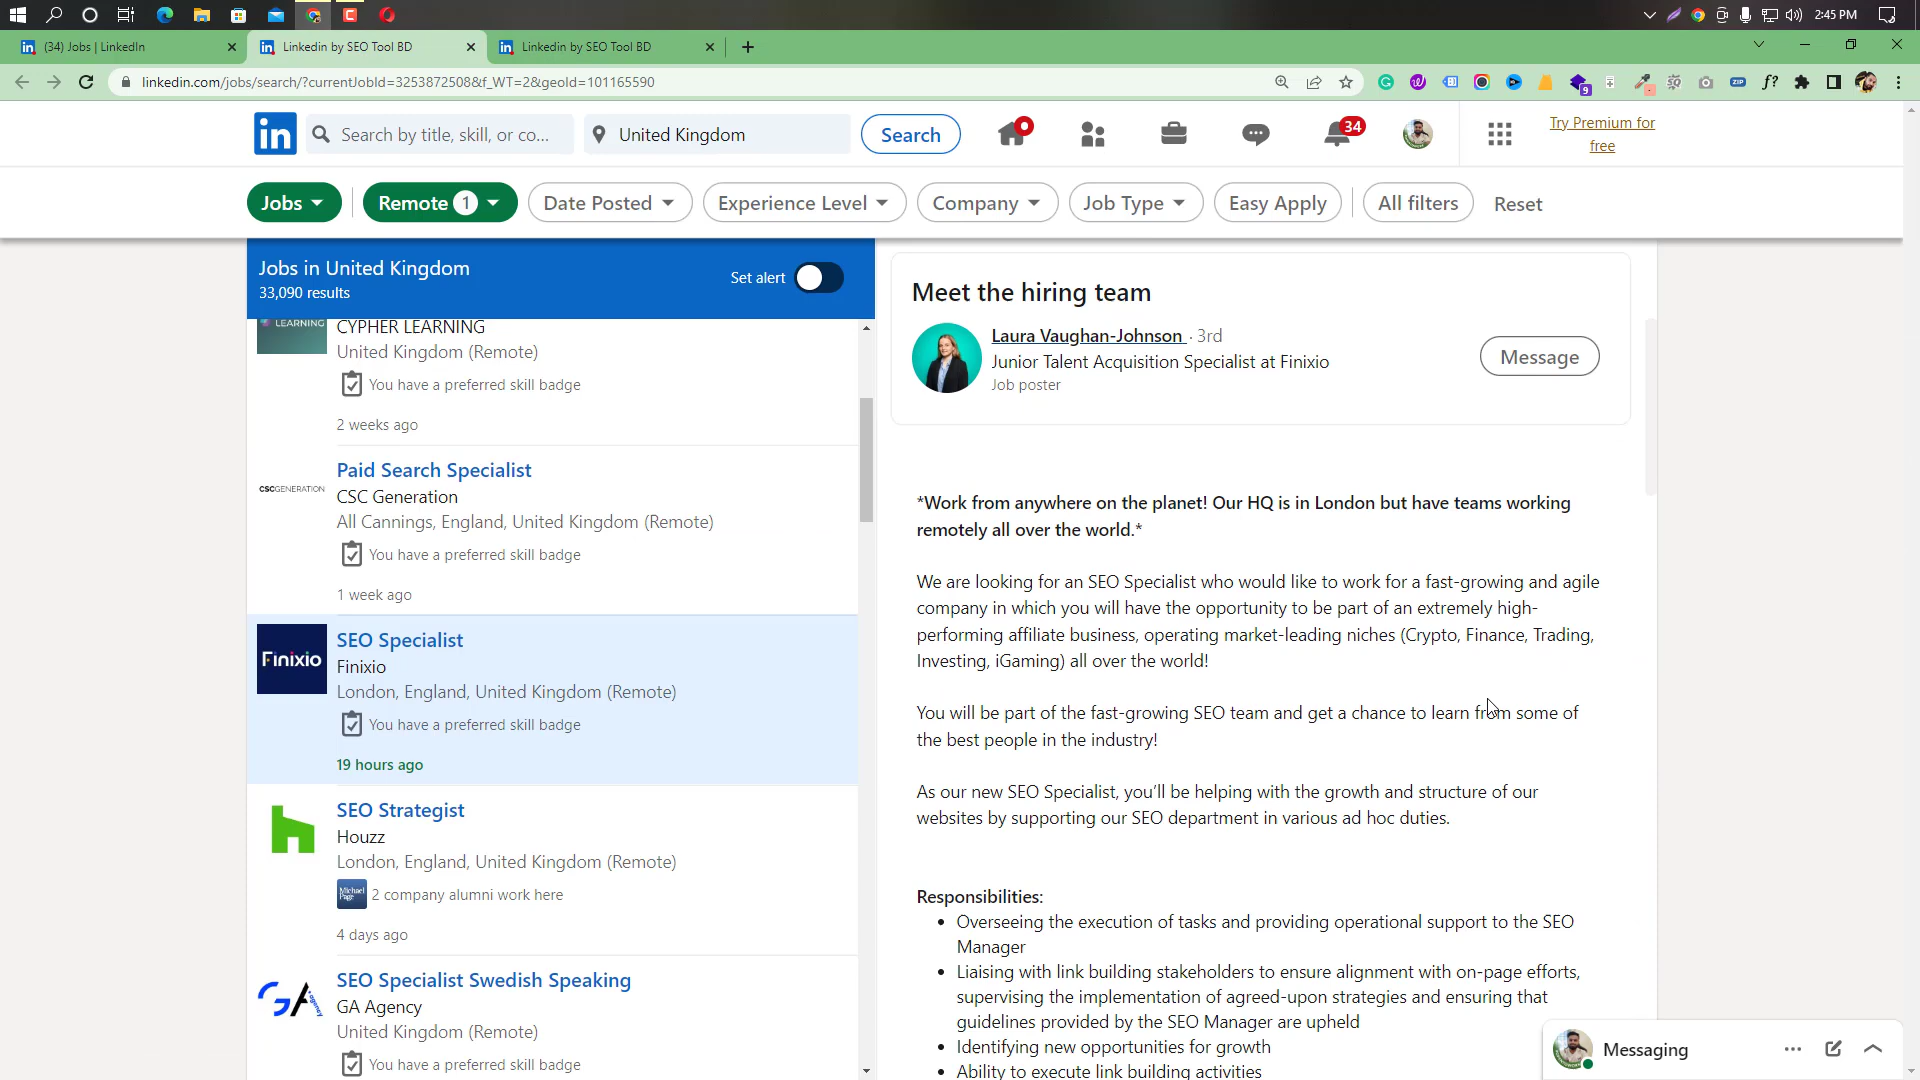 2:45 PM
(34) Jobs | LinkedIn
Linkedin by SEO Tool BD
Linkedin by SEO Tool BD
linkedin.com/jobs/search/?currentJobId=3253872508&f_WT=2&geoId=101165590
9
ZIP
f?
in
Search by title, skill, or co...
United Kingdom
Search
34
Try Premium for
free
Jobs
Remote 1
Date Posted
Experience Level
Company
Job Type
Easy Apply
All filters
Reset
Jobs in United Kingdom
33,090 results
Set alert
LEARNING
CYPHER LEARNING
United Kingdom (Remote)
You have a preferred skill badge
2 weeks ago
CSCGENERATION
Paid Search Specialist
CSC Generation
All Cannings, England, United Kingdom (Remote)
You have a preferred skill badge
1 week ago
Finixio
SEO Specialist
Finixio
London, England, United Kingdom (Remote)
You have a preferred skill badge
19 hours ago
SEO Strategist
Houzz
London, England, United Kingdom (Remote)
Michael
Page
2 company alumni work here
4 days ago
GA agency
SEO Specialist Swedish Speaking
GA Agency
United Kingdom (Remote)
You have a preferred skill badge
Meet the hiring team
Laura Vaughan-Johnson · 3rd
Junior Talent Acquisition Specialist at Finixio
Job poster
Message
*Work from anywhere on the planet! Our HQ is in London but have teams working
remotely all over the world.*
We are looking for an SEO Specialist who would like to work for a fast-growing and agile
company in which you will have the opportunity to be part of an extremely high-
performing affiliate business, operating market-leading niches (Crypto, Finance, Trading,
Investing, iGaming) all over the world!
You will be part of the fast-growing SEO team and get a chance to learn from some of
the best people in the industry!
As our new SEO Specialist, you'll be helping with the growth and structure of our
websites by supporting our SEO department in various ad hoc duties.
Responsibilities:
• Overseeing the execution of tasks and providing operational support to the SEO
Manager
• Liaising with link building stakeholders to ensure alignment with on-page efforts,
supervising the implementation of agreed-upon strategies and ensuring that
guidelines provided by the SEO Manager are upheld
• Identifying new opportunities for growth
• Ability to execute link building activities
Messaging